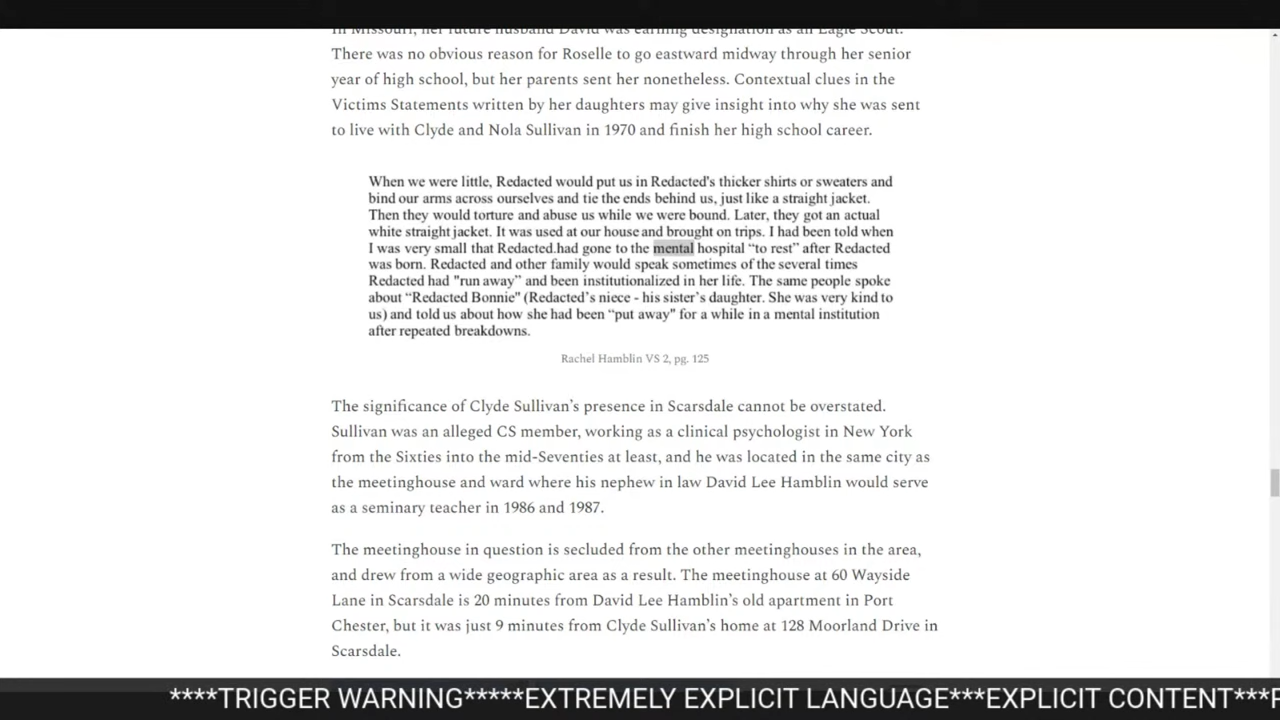 In Missouri, her future husband David was earning designation as an Eagle Scout.
There was no obvious reason for Roselle to go eastward midway through her senior
year of high school, but her parents sent her nonetheless. Contextual clues in the
Victims Statements written by her daughters may give insight into why she was sent
to live with Clyde and Nola Sullivan in 1970 and finish her high school career.
When we were little, Redacted would put us in Redacted's thicker shirts or sweaters and
bind our arms across ourselves and tie the ends behind us, just like a straight jacket.
Then they would torture and abuse us while we were bound. Later, they got an actual
white straight jacket. It was used at our house and brought on trips. I had been told when
I was very small that Redacted.had gone to the mental hospital “to rest” after Redacted
was born. Redacted and other family would speak sometimes of the several times
Redacted had "run away” and been institutionalized in her life. The same people spoke
about “Redacted Bonnie" (Redacted’s niece - his sister’s daughter. She was very kind to
us) and told us about how she had been “put away” for a while in a mental institution
after repeated breakdowns.
Rachel Hamblin VS 2, pg. 125
The significance of Clyde Sullivan’s presence in Scarsdale cannot be overstated.
Sullivan was an alleged CS member, working as a clinical psychologist in New York
from the Sixties into the mid-Seventies at least, and he was located in the same city as
the meetinghouse and ward where his nephew in law David Lee Hamblin would serve
as a seminary teacher in 1986 and 1987.
The meetinghouse in question is secluded from the other meetinghouses in the area,
and drew from a wide geographic area as a result. The meetinghouse at 60 Wayside
Lane in Scarsdale is 20 minutes from David Lee Hamblin’s old apartment in Port
Chester, but it was just 9 minutes from Clyde Sullivan’s home at 128 Moorland Drive in
Scarsdale.
****TRIGGER WARNING*****EXTREMELY EXPLICIT LANGUAGE***EXPLICIT CONTENT***